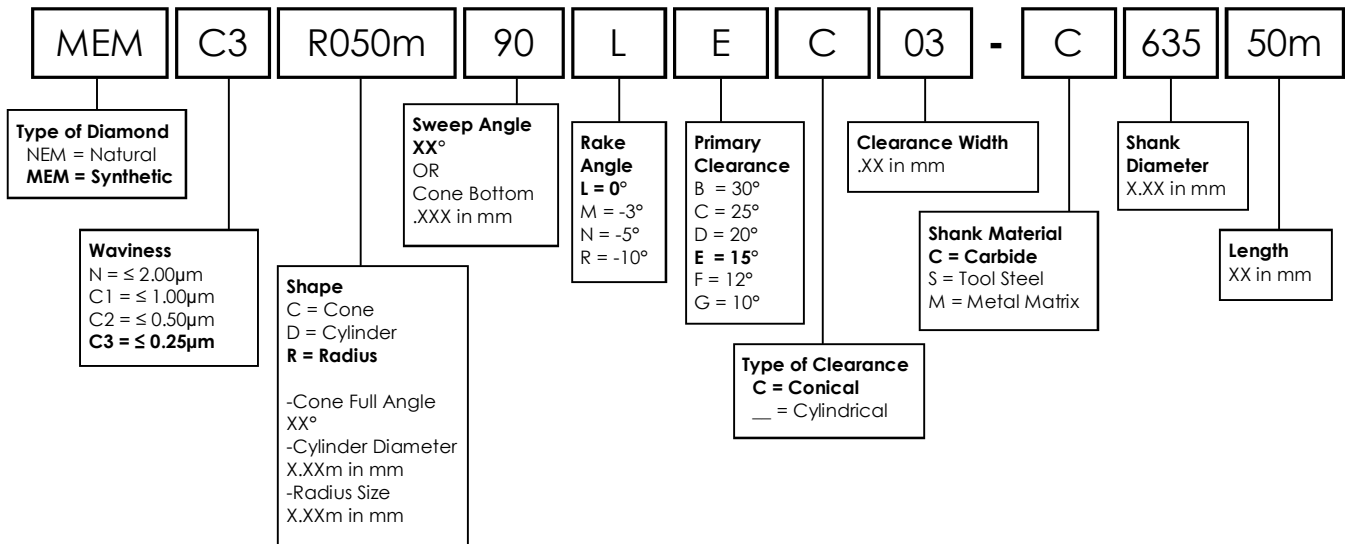 MEM C3 R050m 90 L E C 03 - C 635 50m
Type of Diamond
NEM = Natural
MEM = Synthetic
Waviness
N = ≤ 2.00µm
C1 = ≤ 1.00µm
C2 = ≤ 0.50µm
C3 = ≤ 0.25µm
Shape
C = Cone
D = Cylinder
R = Radius
-Cone Full Angle
XX°
-Cylinder Diameter
X.XXm in mm
-Radius Size
X.XXm in mm
Sweep Angle
XX°
OR
Cone Bottom
.XXX in mm
Rake
Angle
L = 0°
M = -3°
N = -5°
R = -10°
Primary
Clearance
B = 30°
C = 25°
D = 20°
E = 15°
F = 12°
G = 10°
Type of Clearance
C = Conical
__ = Cylindrical
Clearance Width
.XX in mm
Shank Material
C = Carbide
S = Tool Steel
M = Metal Matrix
Shank
Diameter
X.XX in mm
Length
XX in mm